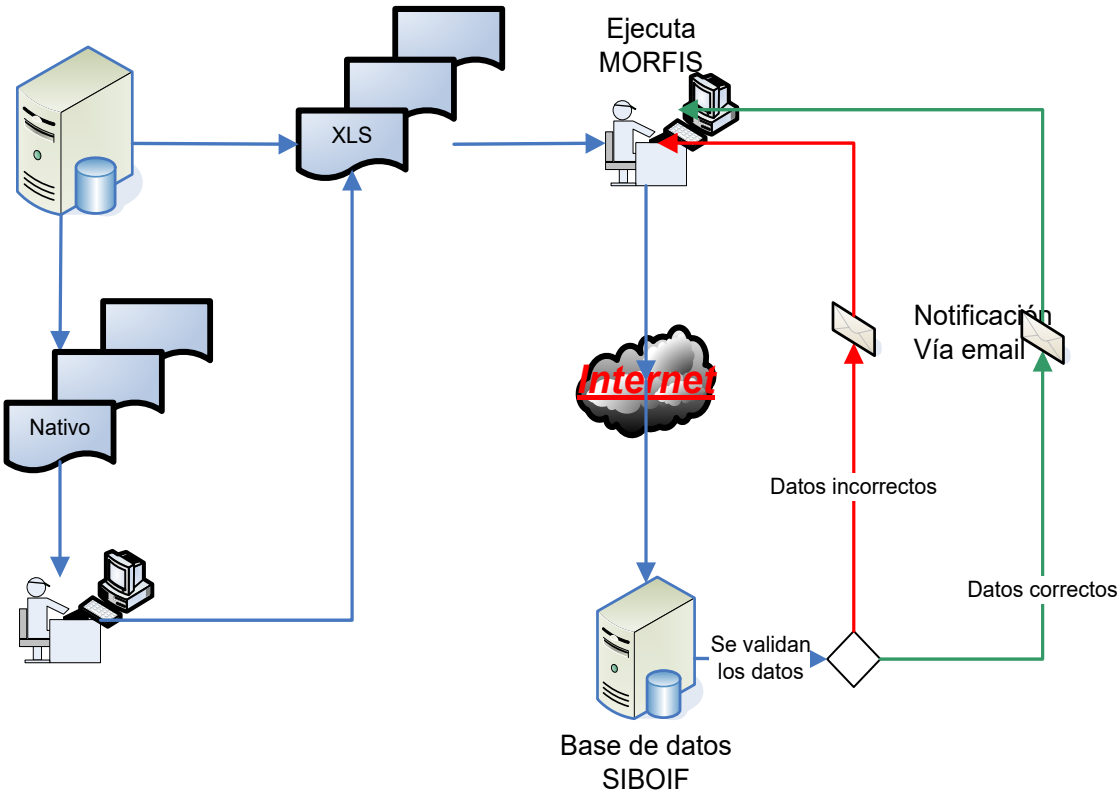 Ejecuta
MORFIS
XLS
Notificación
Vía email
Internet
Nativo
Datos incorrectos
Datos correctos
Se validan
los datos
Base de datos
SIBOIF